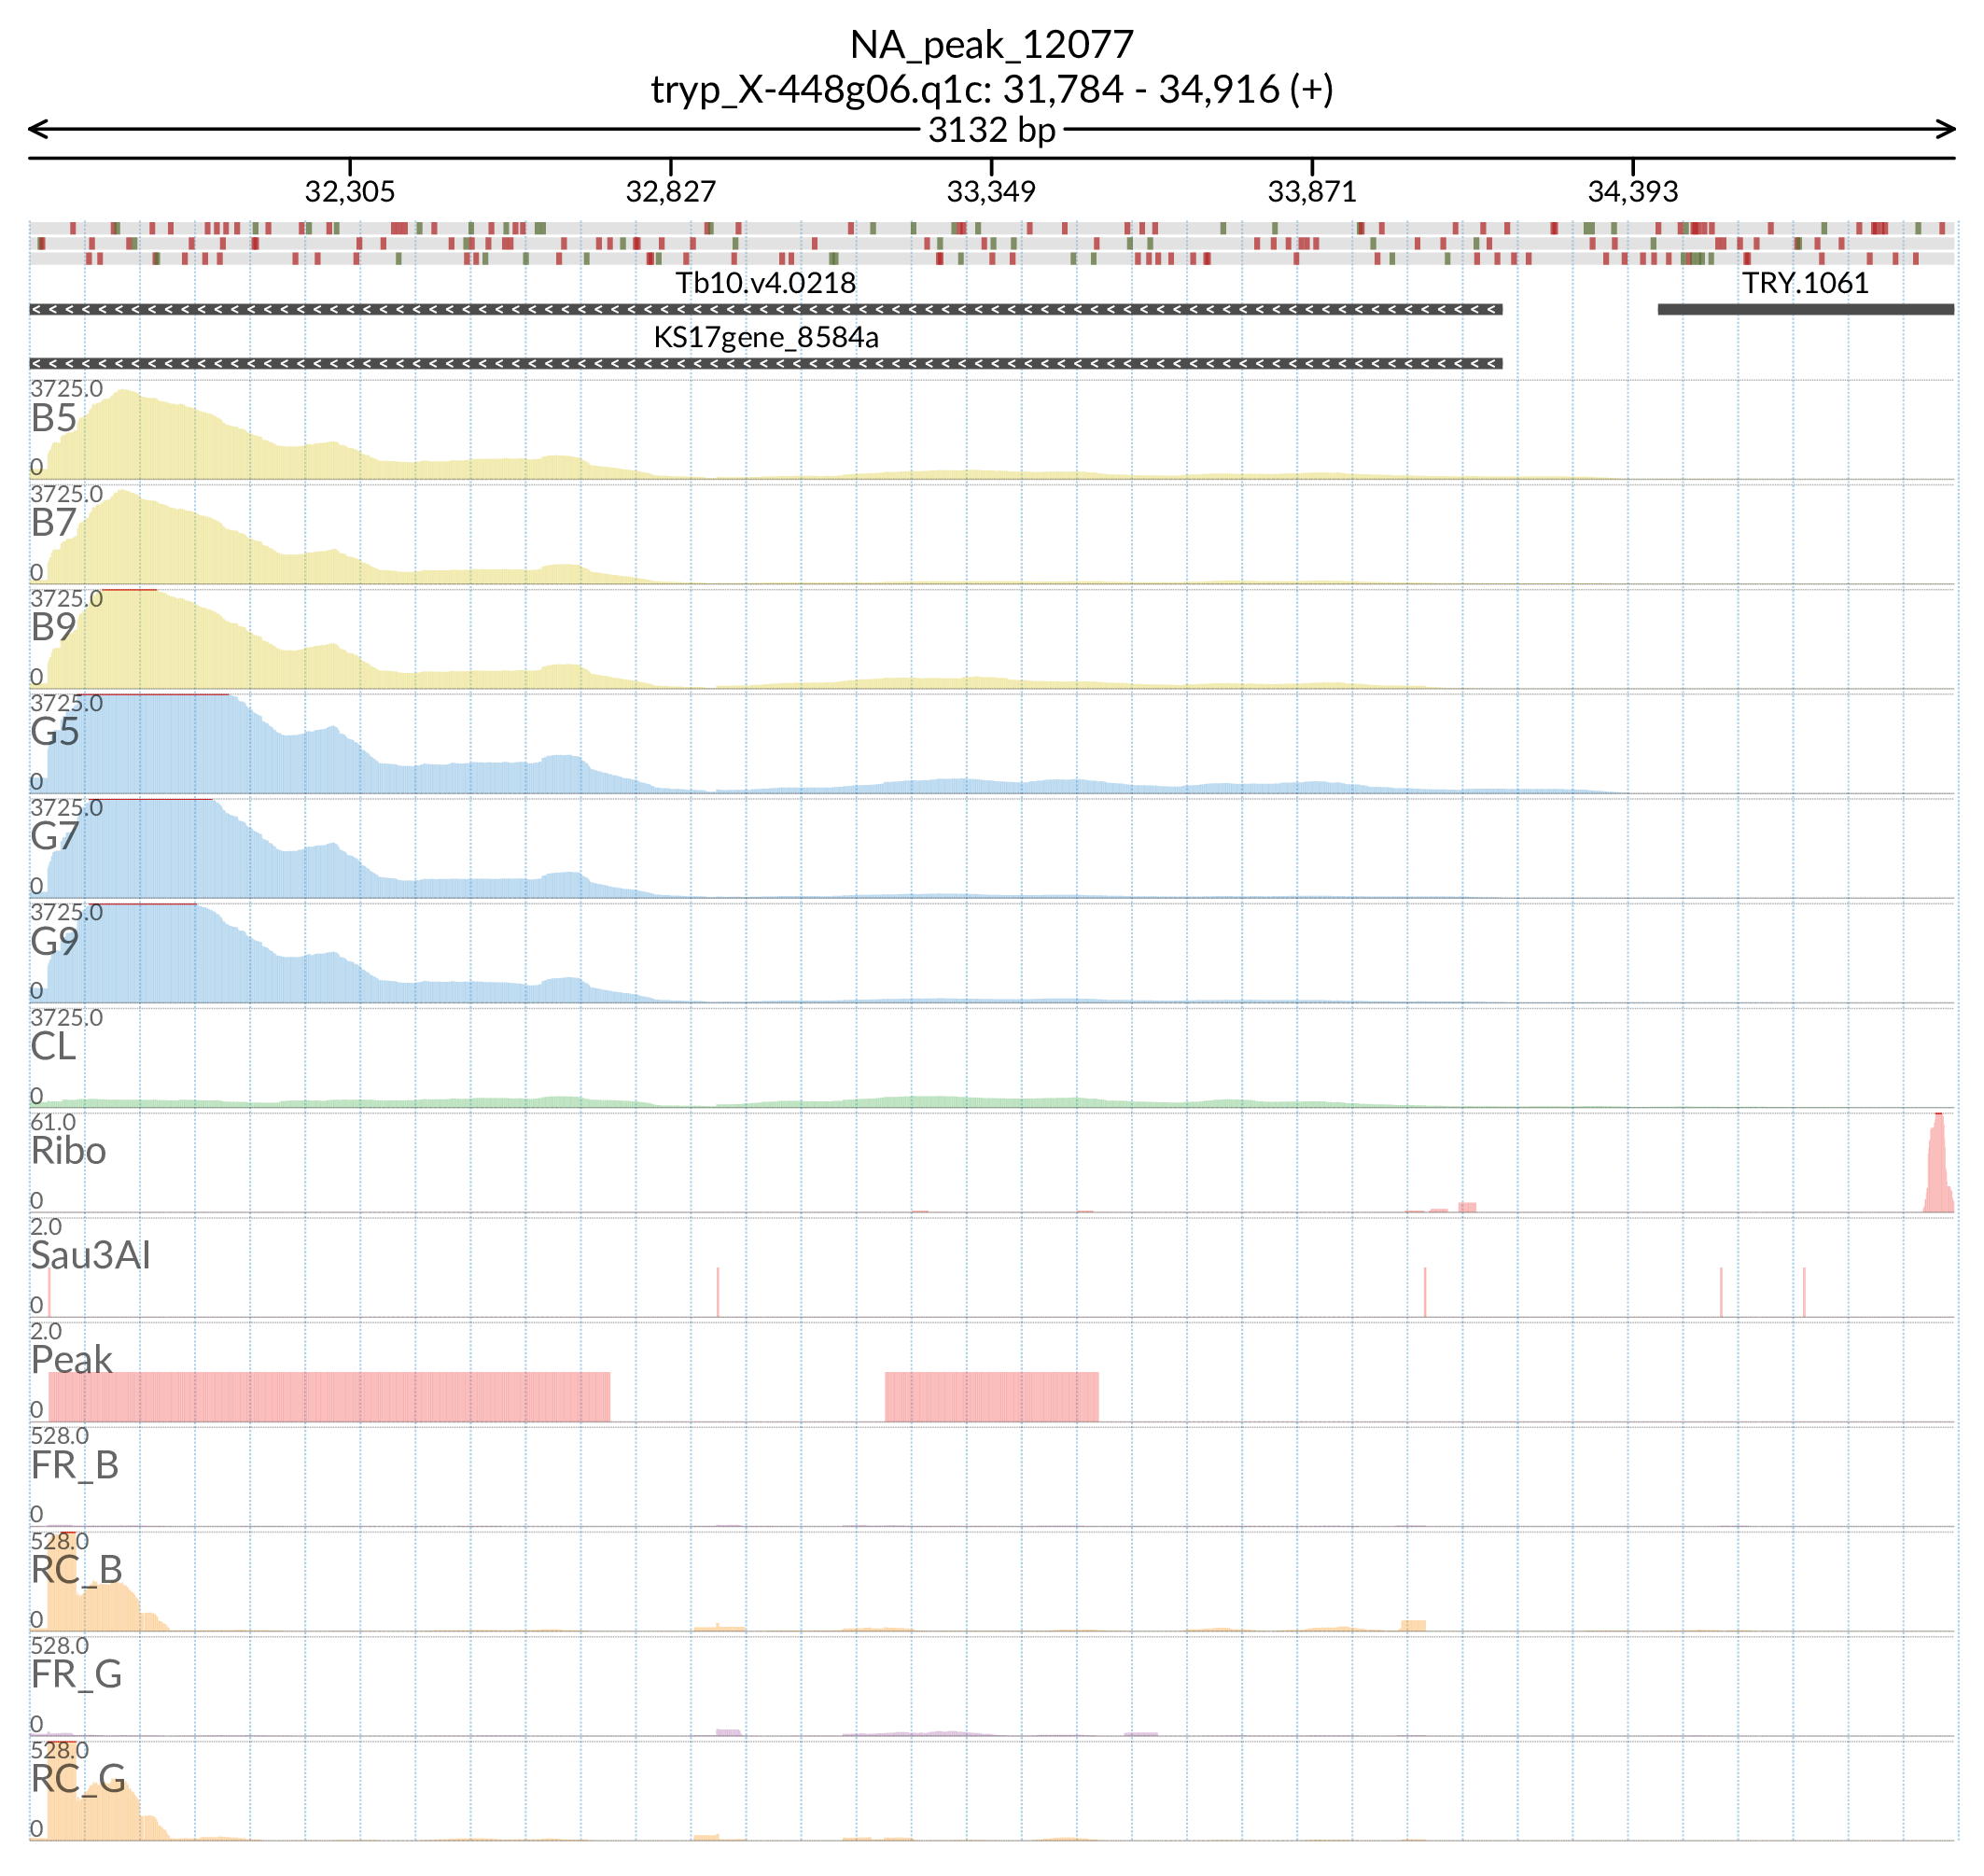 NA_peak_12077
tryp_X-448g06.q1c: 31,784 - 34,916 (+)
3132 bp
32,305 32,827 33,349 33,871 34,393
Tb10.v4.0218 TRY.1061
KS17gene_8584a
3725.0
B5
0
3725.0
B7
0
3725.0
B9
0
3725.0
G5
0
3725.0
G7
0
3725.0
G9
0
3725.0
CL
0
61.0
Ribo
0
2.0
Sau3AI
0
2.0
Peak
0
528.0
FR_B
0
528.0
RC_B
0
528.0
FR_G
0
528.0
RC_G
0